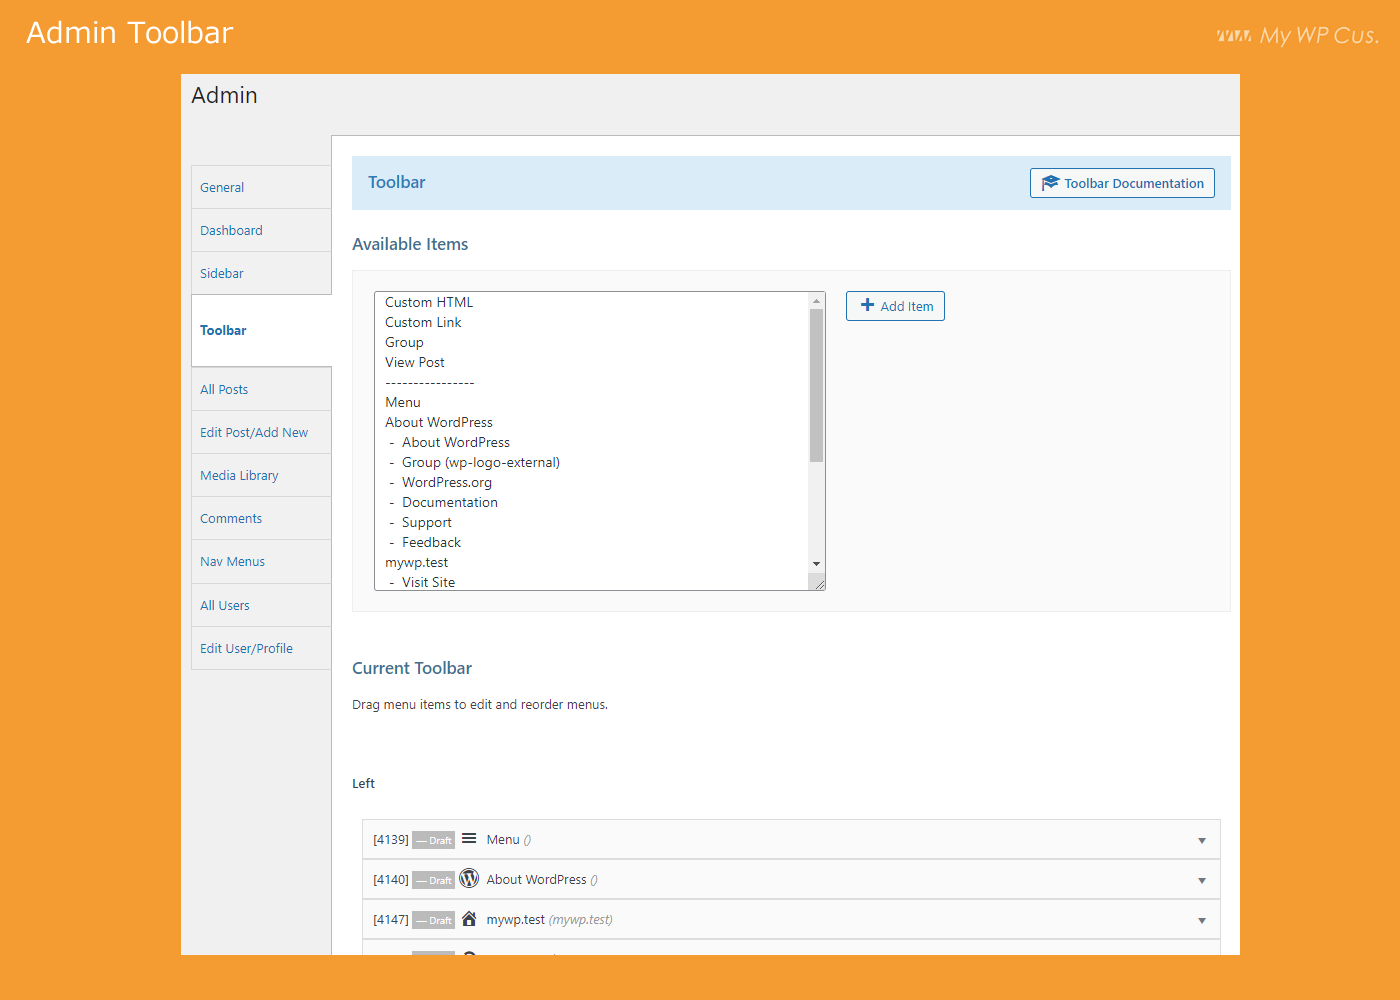 Admin Toolbar
My WP Cus.
Admin
General
Dashboard
Sidebar
Toolbar
All Posts
Edit Post/Add New
Media Library
Comments
Nav Menus
All Users
Edit User/Profile
Toolbar
Toolbar Documentation
Available Items
Custom HTML
Custom Link
Group
View Post
----------------
Menu
About WordPress
- About WordPress
- Group (wp-logo-external)
- WordPress.org
- Documentation
- Support
- Feedback
mywp.test
- Visit Site
Add Item
Current Toolbar
Drag menu items to edit and reorder menus.
Left
[4139] — Draft Menu ()
[4140] — Draft About WordPress ()
[4147] — Draft mywp.test (mywp.test)